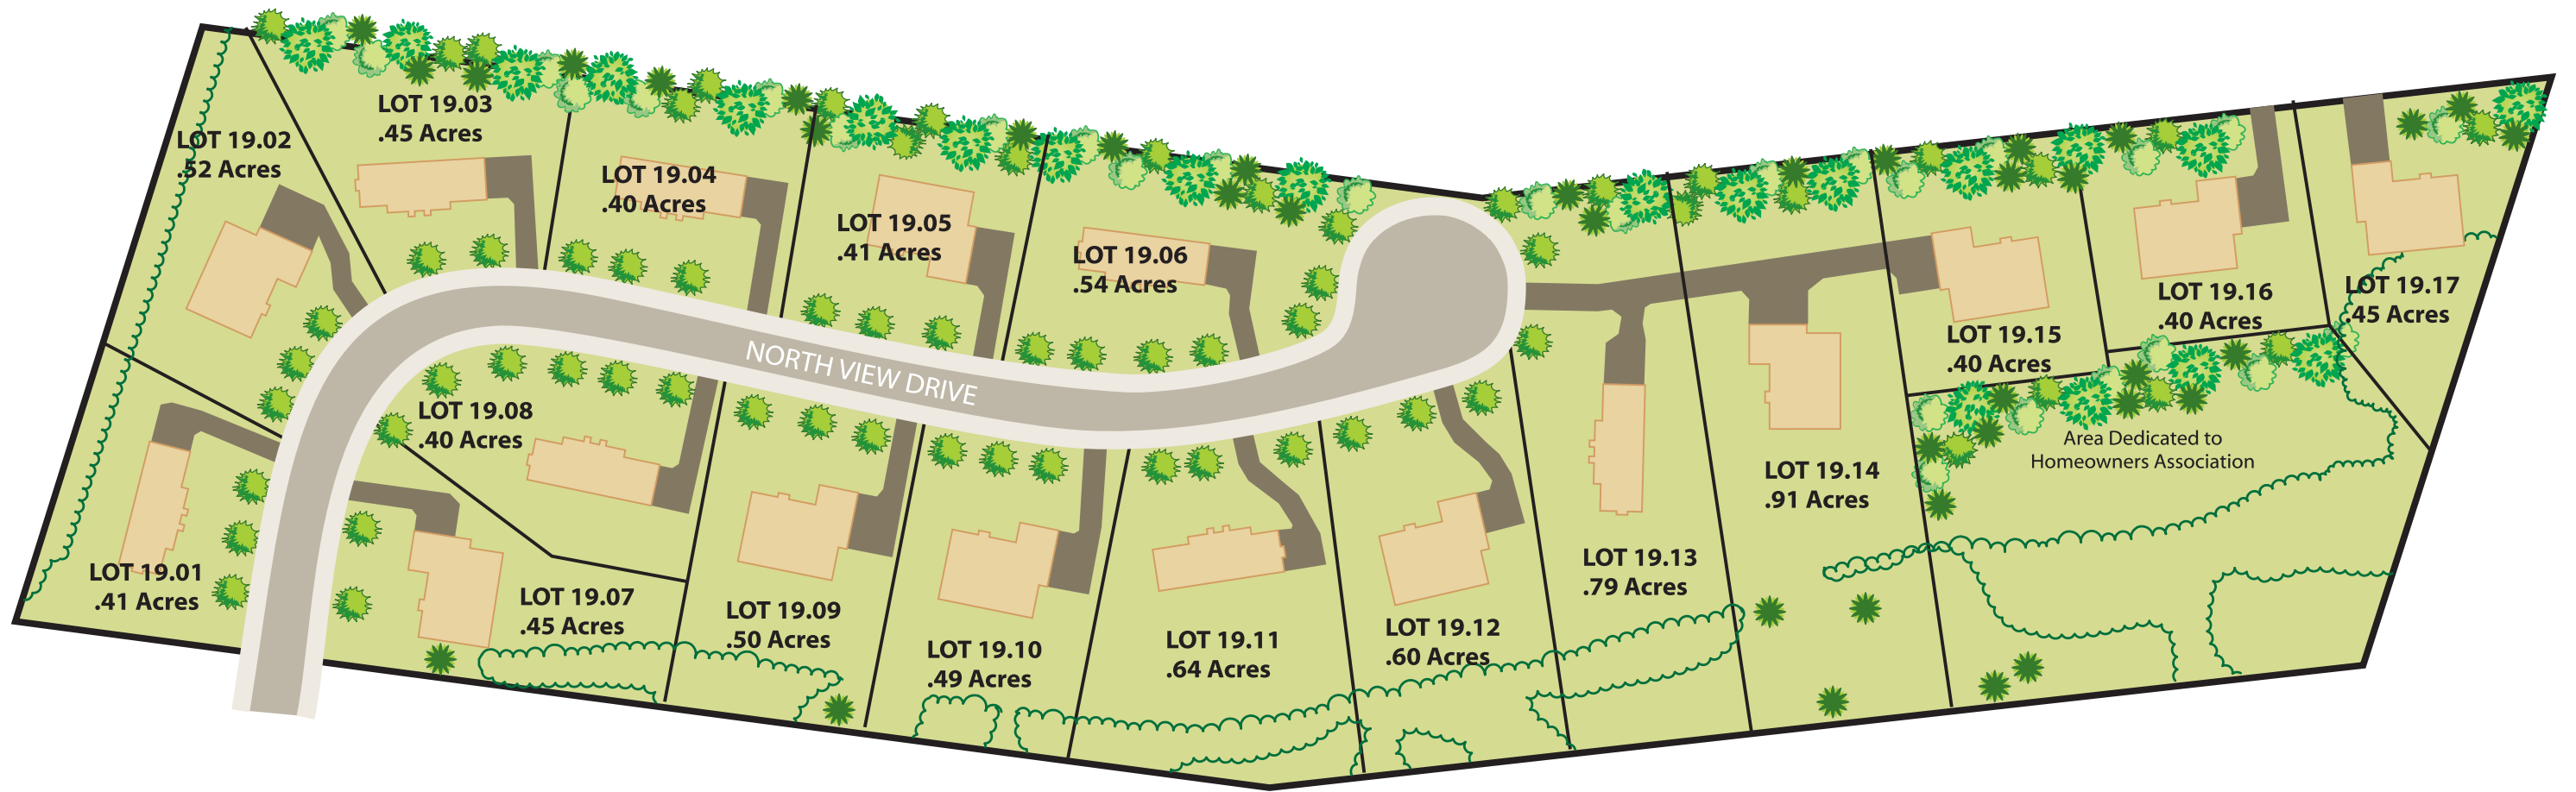 LOT 19.03
.45 Acres
LOT 19.02
.52 Acres
LOT 19.04
.40 Acres
LOT 19.05
.41 Acres
LOT 19.06
.54 Acres
LOT 19.17
.45 Acres
LOT 19.16
.40 Acres
LOT 19.15
.40 Acres
NORTH VIEW DRIVE
LOT 19.08
.40 Acres
Area Dedicated to
Homeowners Association
LOT 19.14
.91 Acres
LOT 19.13
.79 Acres
LOT 19.01
.41 Acres
LOT 19.07
.45 Acres
LOT 19.09
.50 Acres
LOT 19.10
.49 Acres
LOT 19.11
.64 Acres
LOT 19.12
.60 Acres